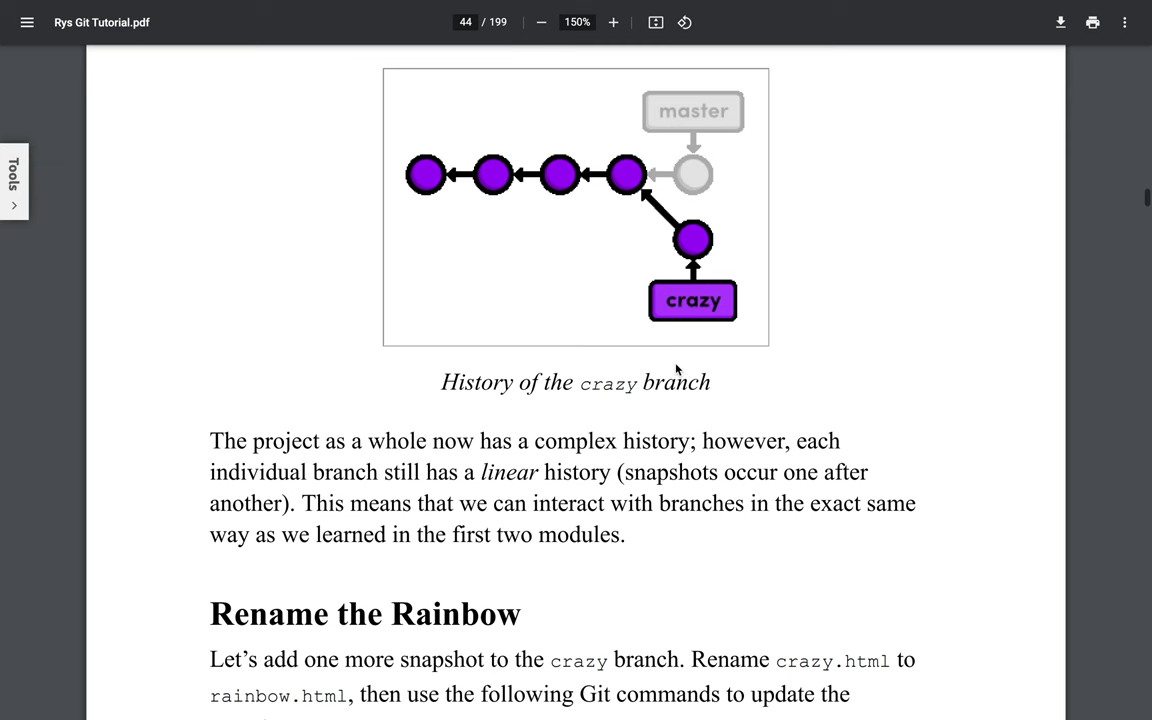 Rys Git Tutorial.pdf
44 / 199
150%
Tools
master
crazy
History of the crazy branch
The project as a whole now has a complex history; however, each
individual branch still has a linear history (snapshots occur one after
another). This means that we can interact with branches in the exact same
way as we learned in the first two modules.
Rename the Rainbow
Let’s add one more snapshot to the crazy branch. Rename crazy.html to
rainbow.html, then use the following Git commands to update the